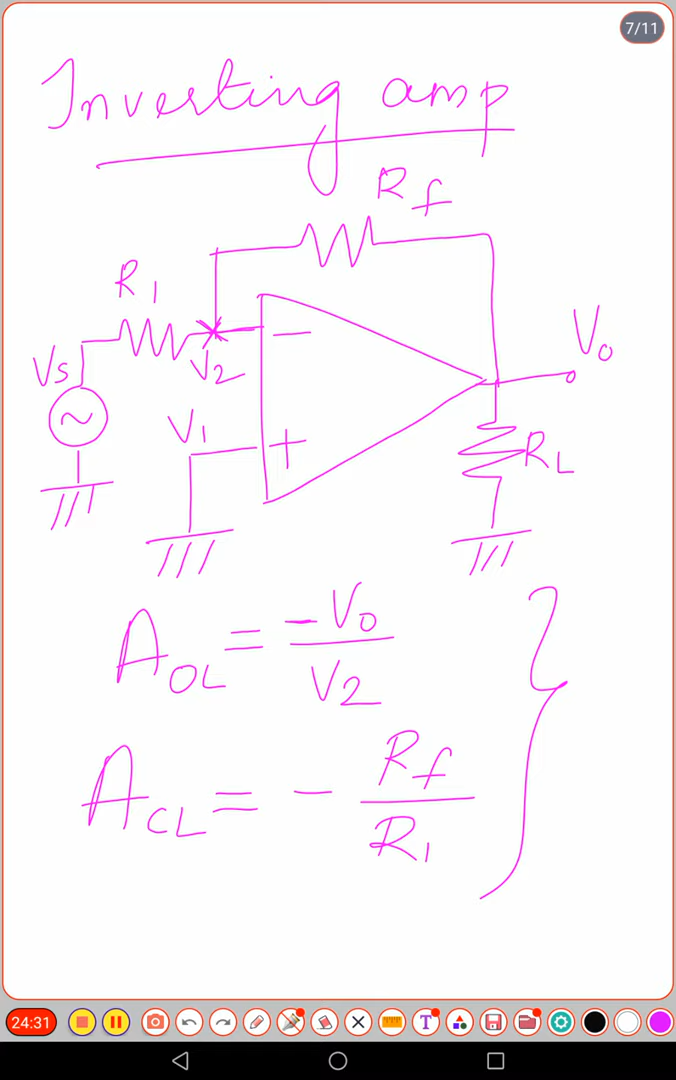 7/11
Inverting amp
Rf
R1
Vs
V2
V1
−
+
Vo
RL
AOL = -Vo/V2
ACL = - Rf/R1
24:31
T